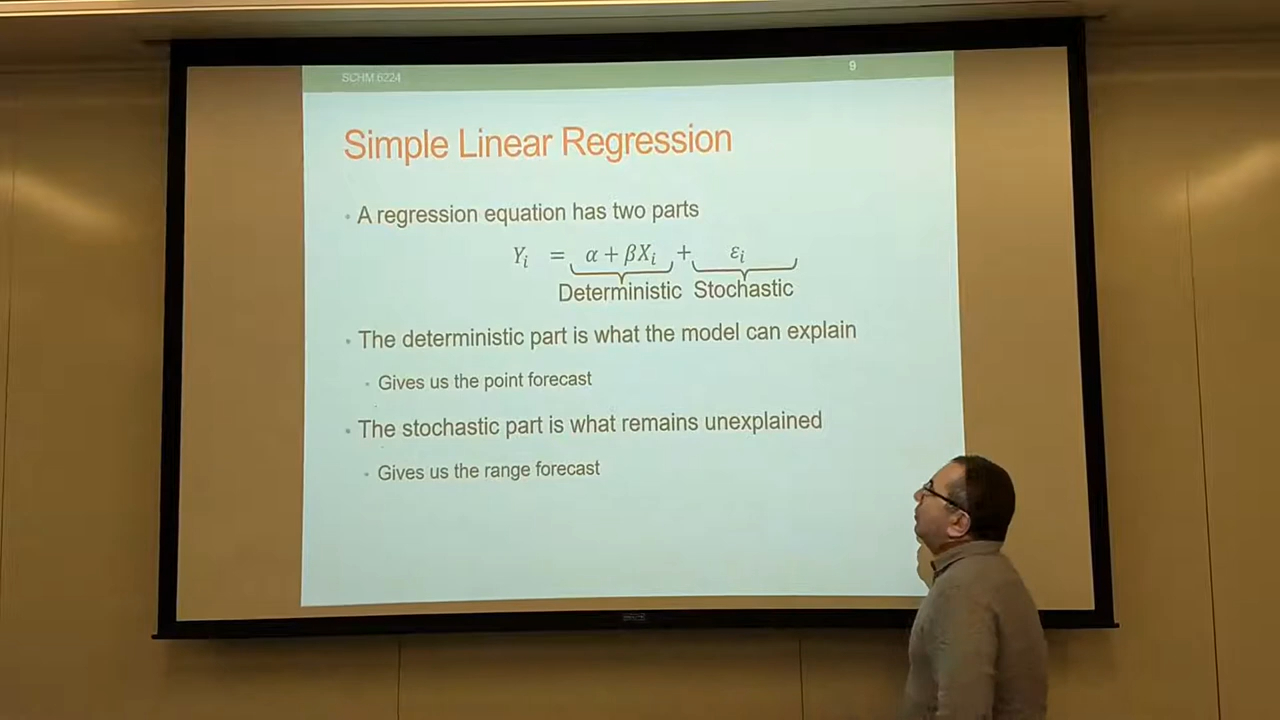 SCHM 6224 9
Simple Linear Regression
• A regression equation has two parts
Yᵢ = α + βXᵢ + εᵢ
Deterministic Stochastic
• The deterministic part is what the model can explain
• Gives us the point forecast
• The stochastic part is what remains unexplained
• Gives us the range forecast